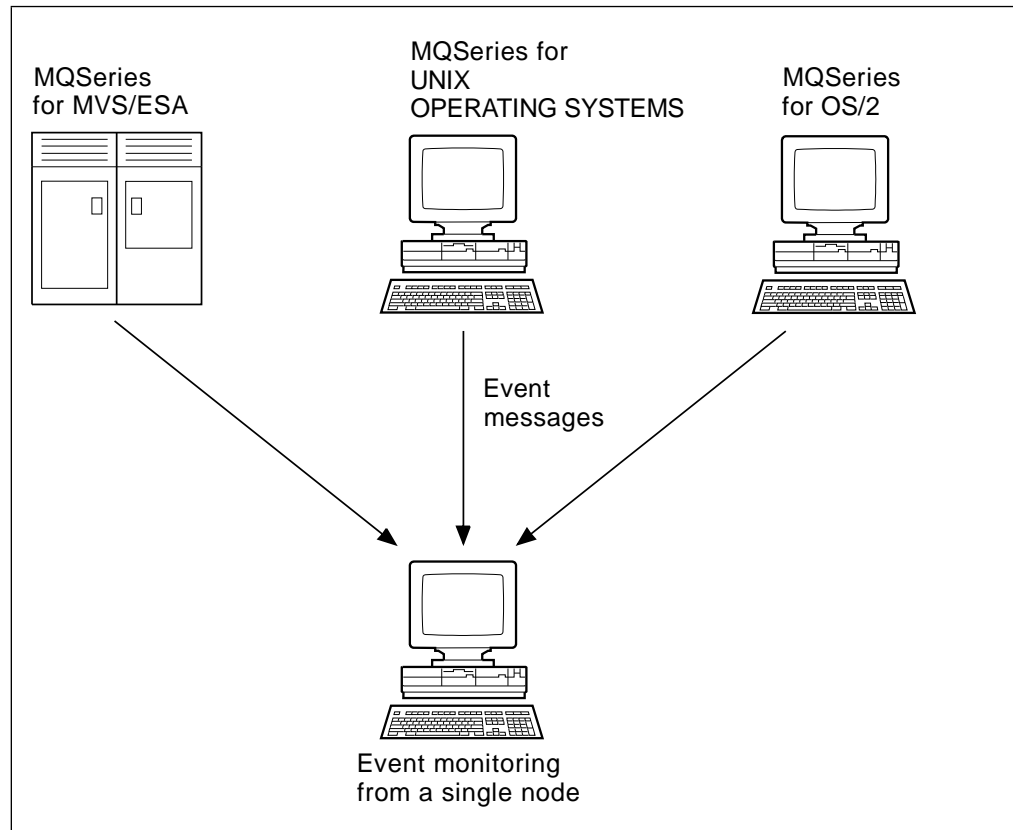 MQSeries
for MVS/ESA
MQSeries for
UNIX
OPERATING SYSTEMS
MQSeries
for OS/2
Event
messages
Event monitoring
from a single node